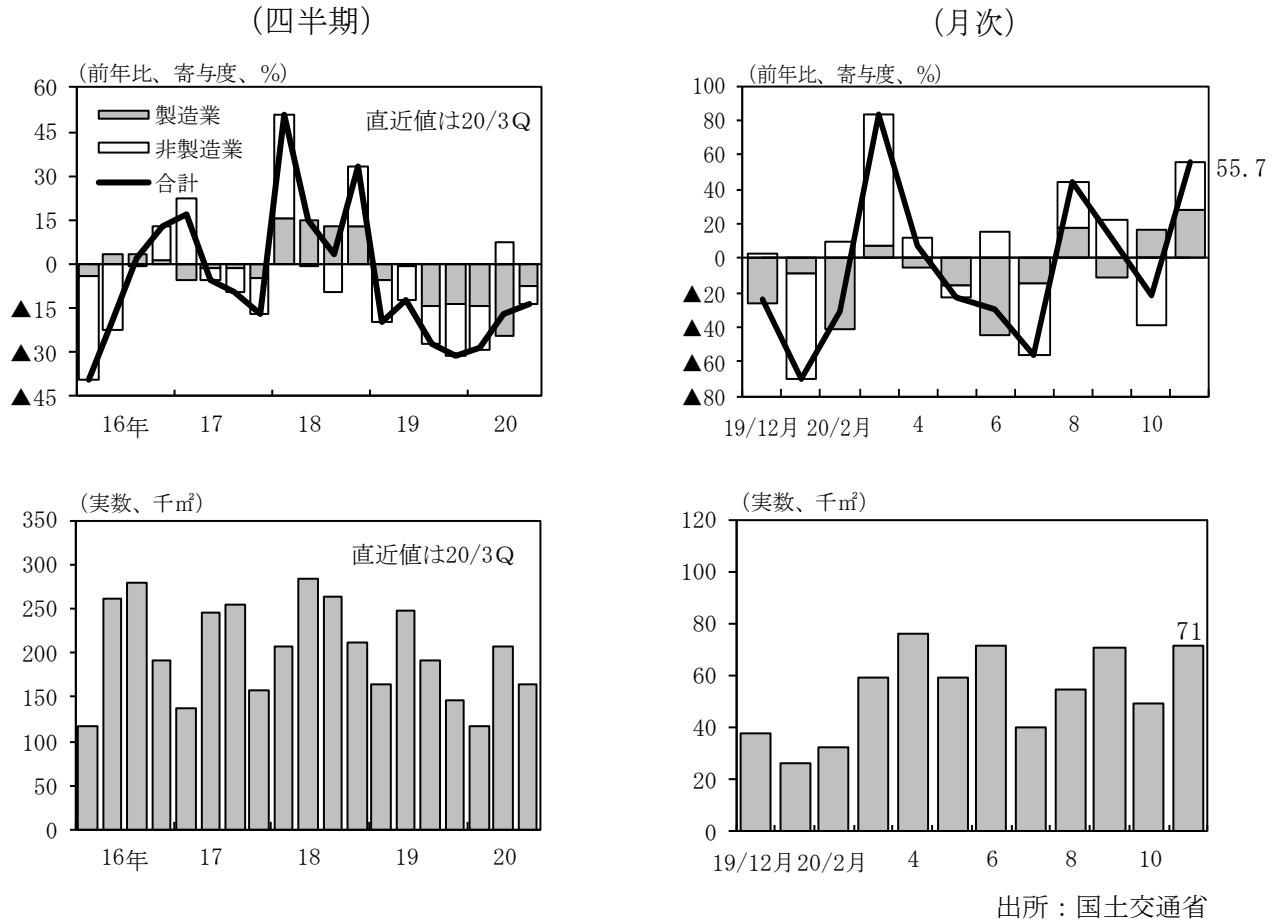 （四半期）
（前年比、寄与度、%）
60
45
30
15
0
▲ 15
▲ 30
▲ 45
製造業
非製造業
合計
直近値は20/3Q
16年 17 18 19 20
（月次）
（前年比、寄与度、%）
100
80
60
40
20
0
▲ 20
▲ 40
▲ 60
▲ 80
55.7
19/12月 20/2月 4 6 8 10
（実数、千㎡）
350
300
250
200
150
100
50
0
直近値は20/3Q
16年 17 18 19 20
（実数、千㎡）
120
100
80
60
40
20
0
71
19/12月 20/2月 4 6 8 10
出所：国土交通省